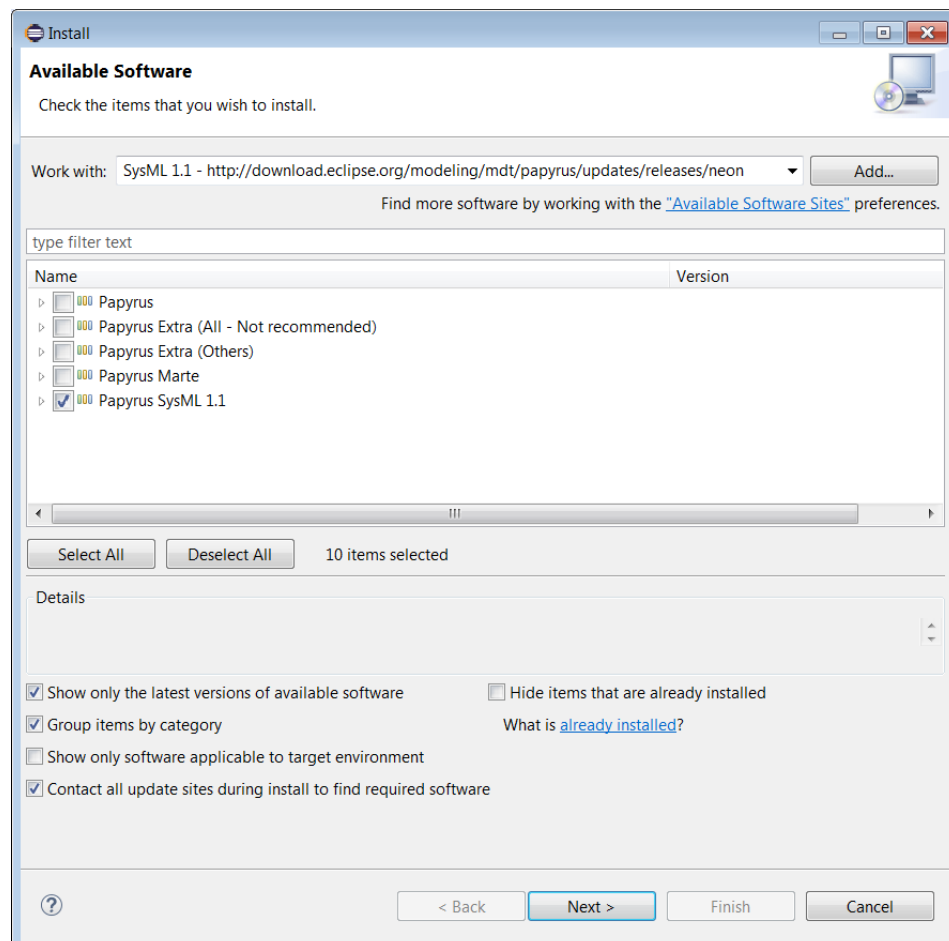 Install
Available Software
Check the items that you wish to install.
Work with: SysML 1.1 - http://download.eclipse.org/modeling/mdt/papyrus/updates/releases/neon Add...
Find more software by working with the "Available Software Sites" preferences.
type filter text
Name Version
Papyrus
Papyrus Extra (All - Not recommended)
Papyrus Extra (Others)
Papyrus Marte
Papyrus SysML 1.1
Select All Deselect All 10 items selected
Details
Show only the latest versions of available software Hide items that are already installed
Group items by category What is already installed?
Show only software applicable to target environment
Contact all update sites during install to find required software
? < Back Next > Finish Cancel